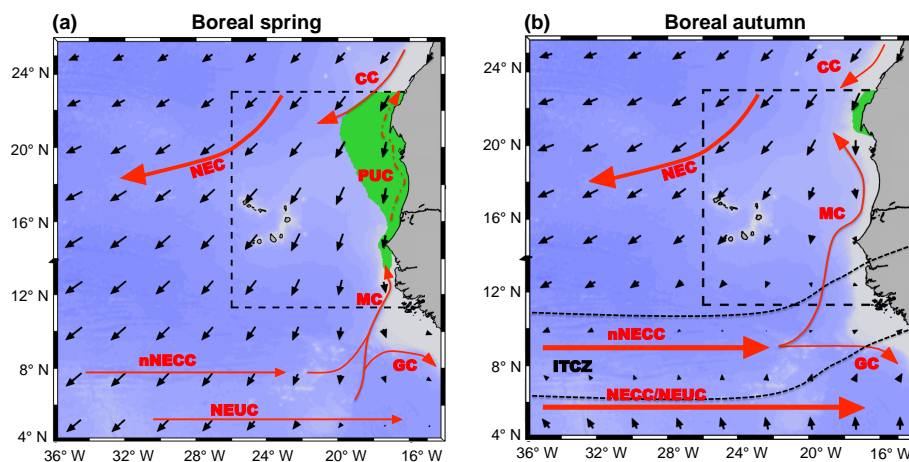 (a) Boreal spring
24° N
20° N
16° N
12° N
8° N
4° N
36° W 32° W 28° W 24° W 20° W 16° W
CC
NEC
PUC
MC
nNECC
GC
NEUC
(b) Boreal autumn
24° N
20° N
16° N
12° N
8° N
4° N
36° W 32° W 28° W 24° W 20° W 16° W
CC
NEC
MC
nNECC
GC
ITCZ
NECC/NEUC